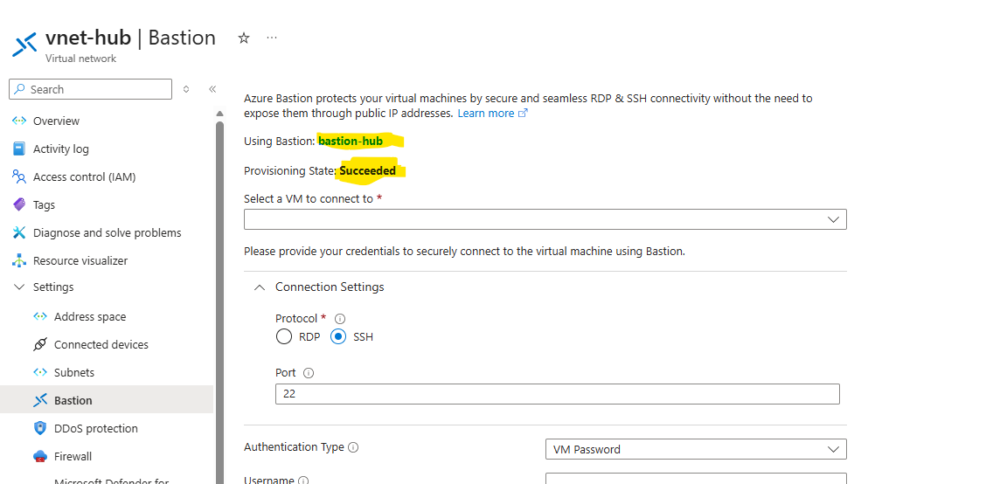 vnet-hub | Bastion
Virtual network
Search
Overview
Activity log
Access control (IAM)
Tags
Diagnose and solve problems
Resource visualizer
Settings
Address space
Connected devices
Subnets
Bastion
DDoS protection
Firewall
Microsoft Defender for
Azure Bastion protects your virtual machines by secure and seamless RDP & SSH connectivity without the need to
expose them through public IP addresses. Learn more
Using Bastion: bastion-hub
Provisioning State: Succeeded
Select a VM to connect to *
Please provide your credentials to securely connect to the virtual machine using Bastion.
Connection Settings
Protocol *
RDP SSH
Port
22
Authentication Type
VM Password
Username